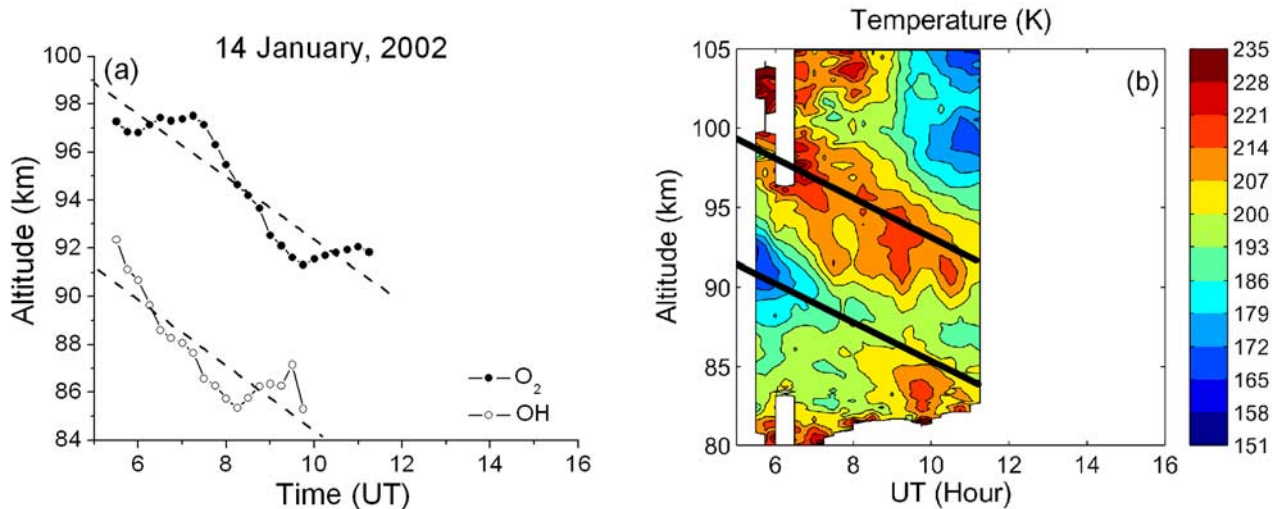 14 January, 2002
(a)
Altitude (km)
100
98
96
94
92
90
88
86
84
O2
OH
6 8 10 12 14 16
Time (UT)
Temperature (K)
(b)
Altitude (km)
105
100
95
90
85
80
6 8 10 12 14 16
UT (Hour)
235
228
221
214
207
200
193
186
179
172
165
158
151